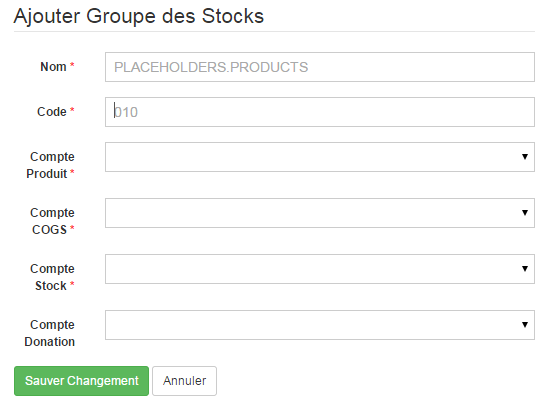 Ajouter Groupe des Stocks
Nom *
PLACEHOLDERS.PRODUCTS
Code *
010
Compte
Produit *
Compte
COGS *
Compte
Stock *
Compte
Donation
Sauver Changement
Annuler